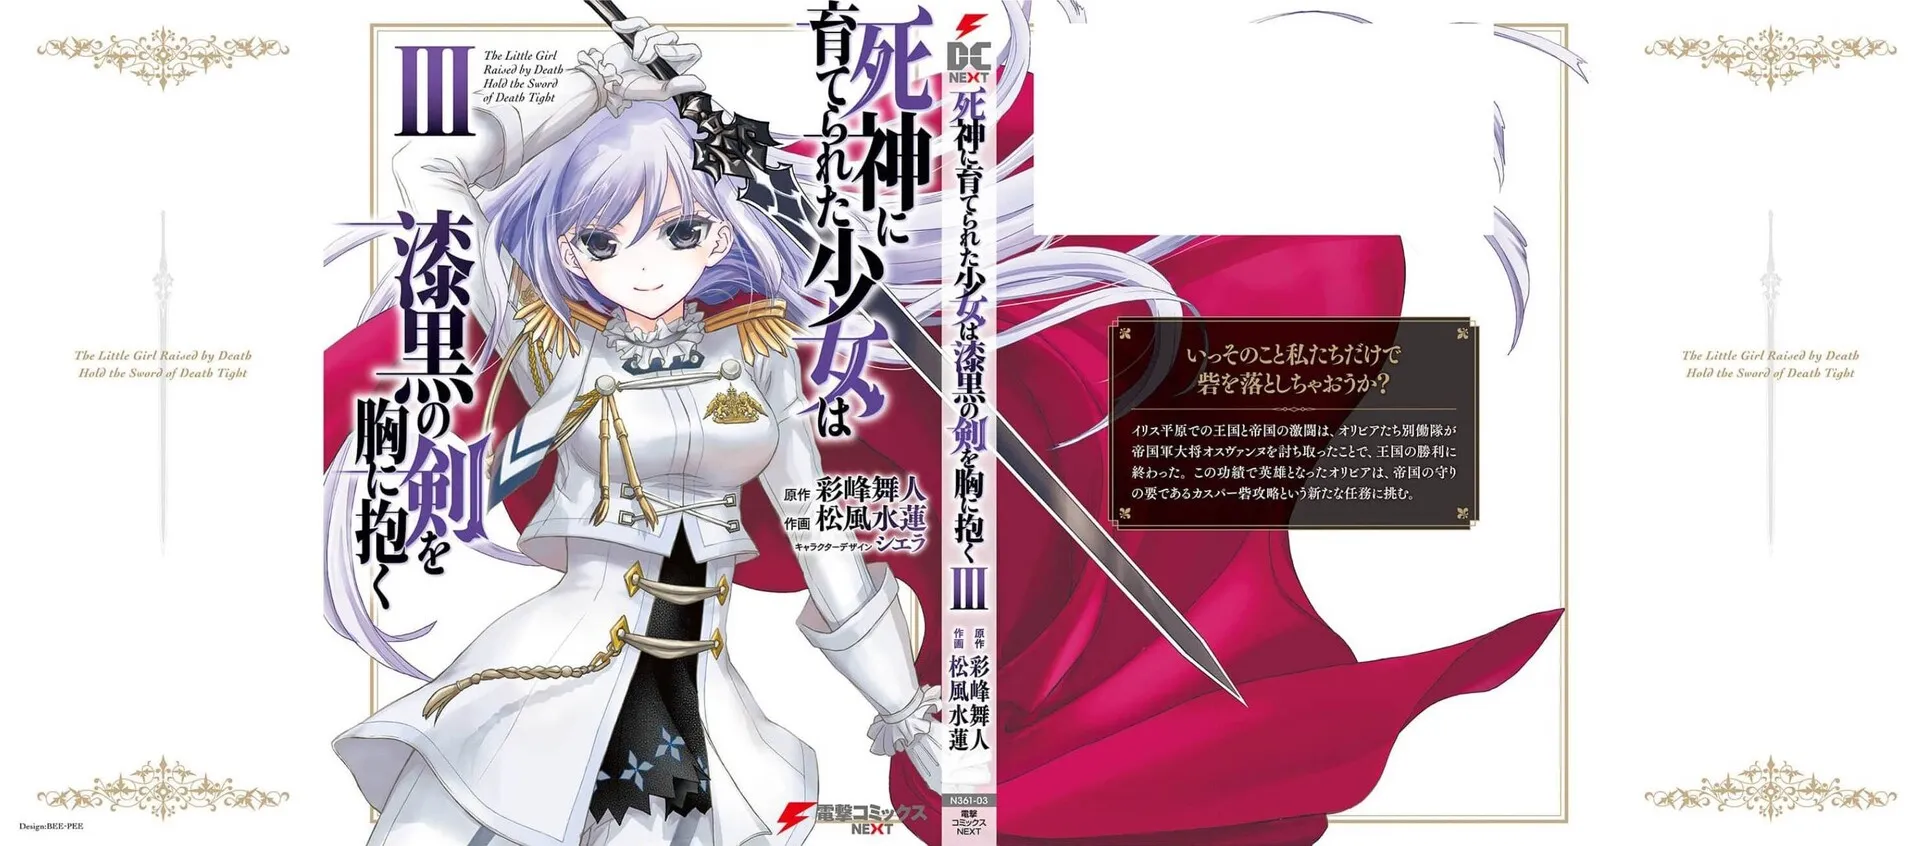 The Little Girl Raised by Death
Hold the Sword of Death Tight
Design:BEE-PEE
III
The Little Girl
Raised by Death
Hold the Sword
of Death Tight
死神に
育てられた少女は
漆黒の剣を
胸に抱く
原作 彩峰舞人
作画 松風水蓮
キャラクターデザイン シエラ
電撃コミックス
NEXT
DC
NEXT
死神に育てられた少女は漆黒の剣を胸に抱く III
原作 彩峰舞人
作画 松風水蓮
N361-03
電撃
コミックス
NEXT
いっそのこと私たちだけで
砦を落としちゃおうか?
イリス平原での王国と帝国の激闘は、オリビアたち別働隊が
帝国軍大将オスヴァンヌを討ち取ったことで、王国の勝利に
終わった。この功績で英雄となったオリビアは、帝国の守り
の要であるカスパー砦攻略という新たな任務に挑む。
The Little Girl Raised by Death
Hold the Sword of Death Tight